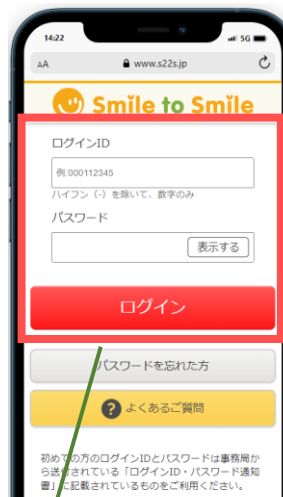 14:22
5G
AA
www.s22s.jp
Smile to Smile
ログインID
例:000112345
ハイフン（-）を除いて、数字のみ
パスワード
表示する
ログイン
パスワードを忘れた方
? よくあるご質問
初めての方のログインIDとパスワードは事務局か
ら送付されている「ログインID・パスワード通知
書」に記載されているものをご利用ください。